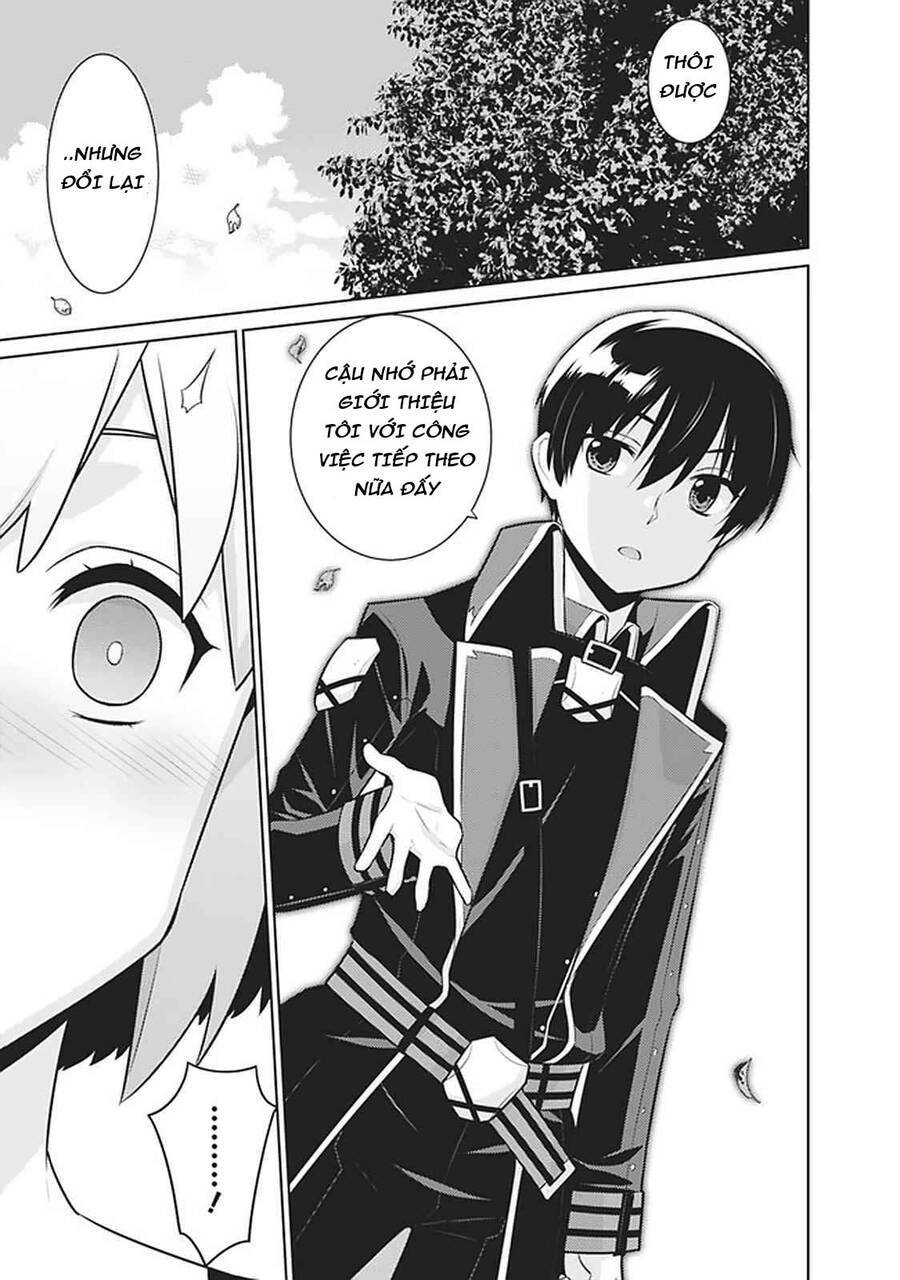 THÔI
ĐƯỢC
..NHƯNG
ĐỔI LẠI
CẬU NHỚ PHẢI
GIỚI THIỆU
TÔI VỚI CÔNG
VIỆC TIẾP THEO
NỮA ĐẤY
......!